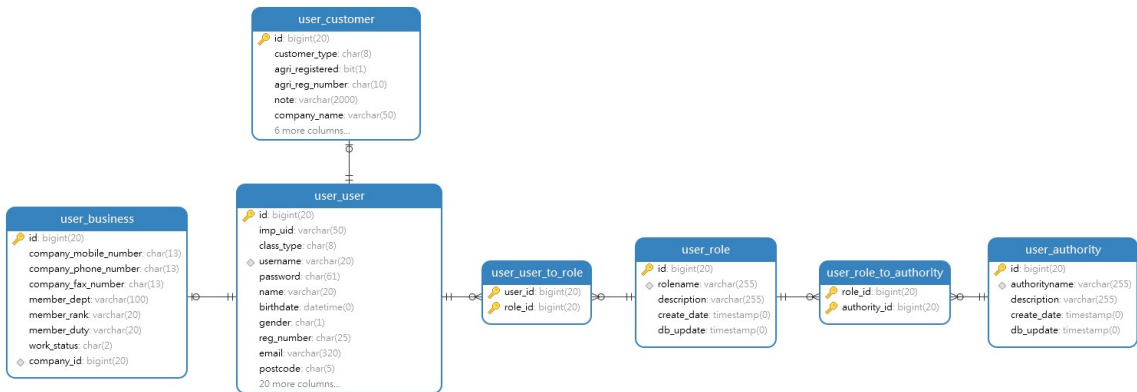 user_customer
id: bigint(20)
customer_type: char(8)
agri_registered: bit(1)
agri_reg_number: char(10)
note: varchar(2000)
company_name: varchar(50)
6 more columns...
user_business
id: bigint(20)
company_mobile_number: char(13)
company_phone_number: char(13)
company_fax_number: char(13)
member_dept: varchar(100)
member_rank: varchar(20)
member_duty: varchar(20)
work_status: char(2)
company_id: bigint(20)
user_user
id: bigint(20)
imp_uid: varchar(50)
class_type: char(8)
username: varchar(20)
password: char(61)
name: varchar(20)
birthdate: datetime(0)
gender: char(1)
reg_number: char(25)
email: varchar(320)
postcode: char(5)
20 more columns...
user_user_to_role
user_id: bigint(20)
role_id: bigint(20)
user_role
id: bigint(20)
rolename: varchar(255)
description: varchar(255)
create_date: timestamp(0)
db_update: timestamp(0)
user_role_to_authority
role_id: bigint(20)
authority_id: bigint(20)
user_authority
id: bigint(20)
authorityname: varchar(255)
description: varchar(255)
create_date: timestamp(0)
db_update: timestamp(0)